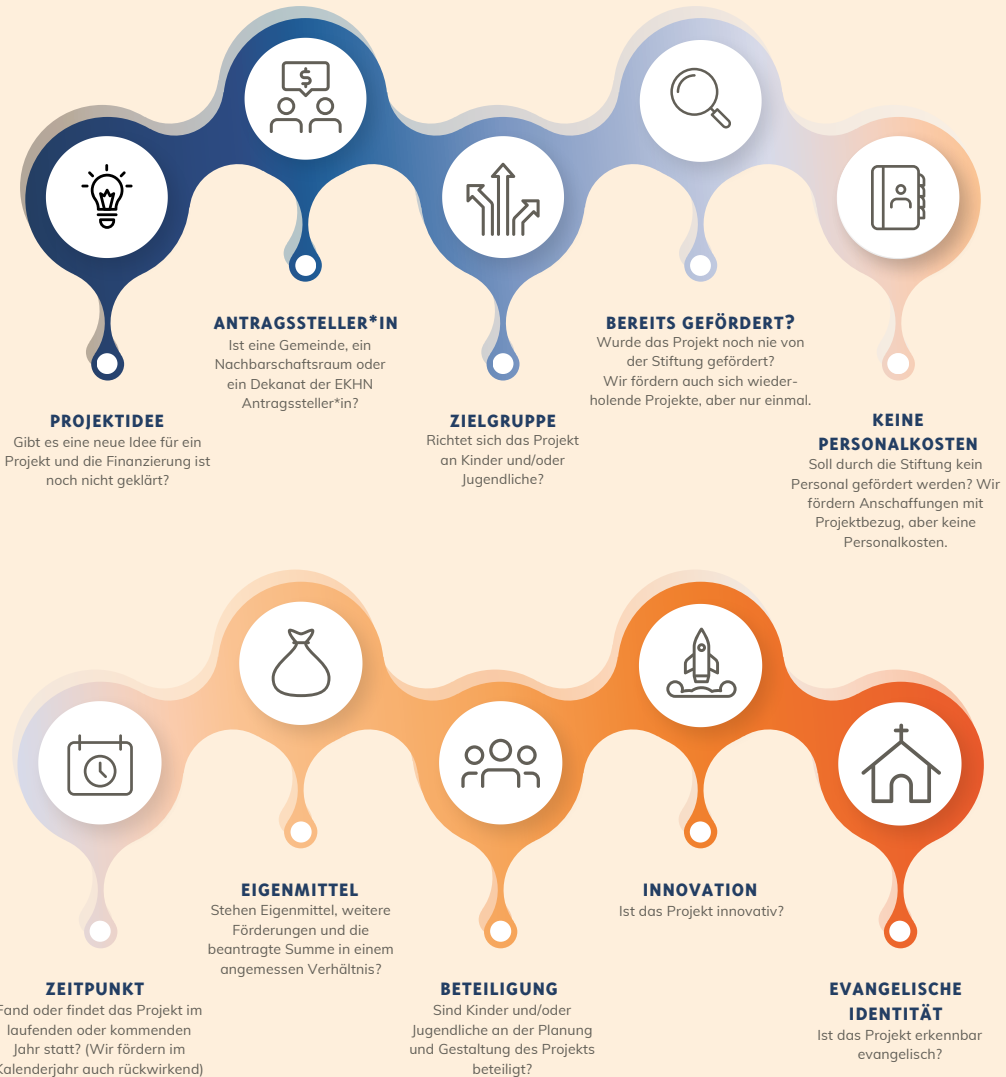 $
PROJEKTIDEE
Gibt es eine neue Idee für ein
Projekt und die Finanzierung ist
noch nicht geklärt?
ANTRAGSSTELLER*IN
Ist eine Gemeinde, ein
Nachbarschaftsraum oder
ein Dekanat der EKHN
Antragssteller*in?
ZIELGRUPPE
Richtet sich das Projekt
an Kinder und/oder
Jugendliche?
BEREITS GEFÖRDERT?
Wurde das Projekt noch nie von
der Stiftung gefördert?
Wir fördern auch sich wieder-
holende Projekte, aber nur einmal.
KEINE
PERSONALKOSTEN
Soll durch die Stiftung kein
Personal gefördert werden? Wir
fördern Anschaffungen mit
Projektbezug, aber keine
Personalkosten.
ZEITPUNKT
Fand oder findet das Projekt im
laufenden oder kommenden
Jahr statt? (Wir fördern im
Kalenderjahr auch rückwirkend)
EIGENMITTEL
Stehen Eigenmittel, weitere
Förderungen und die
beantragte Summe in einem
angemessen Verhältnis?
BETEILIGUNG
Sind Kinder und/oder
Jugendliche an der Planung
und Gestaltung des Projekts
beteiligt?
INNOVATION
Ist das Projekt innovativ?
EVANGELISCHE
IDENTITÄT
Ist das Projekt erkennbar
evangelisch?